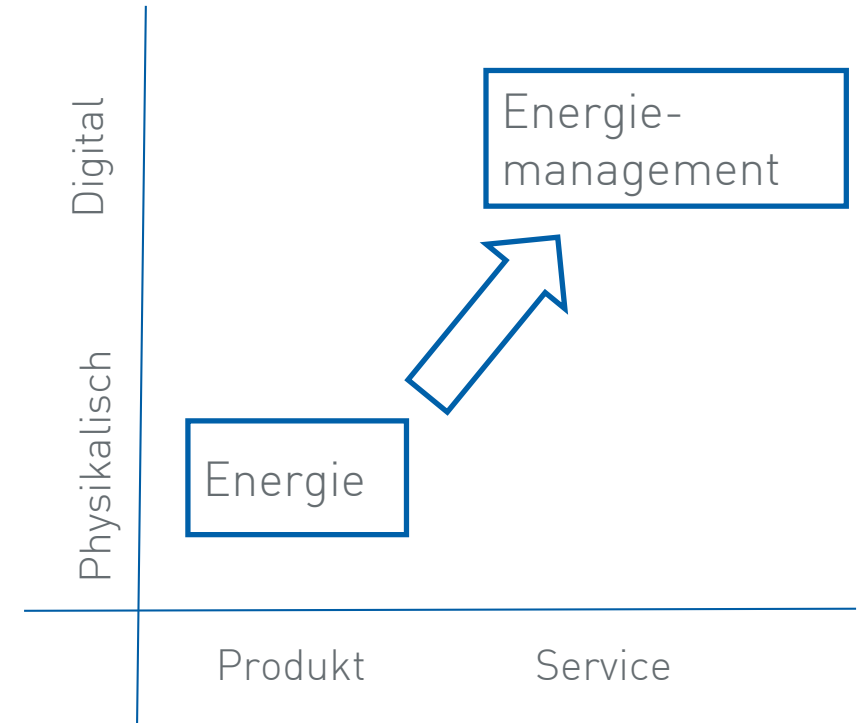 Digital
Energie-
management
Physikalisch
Energie
Produkt
Service